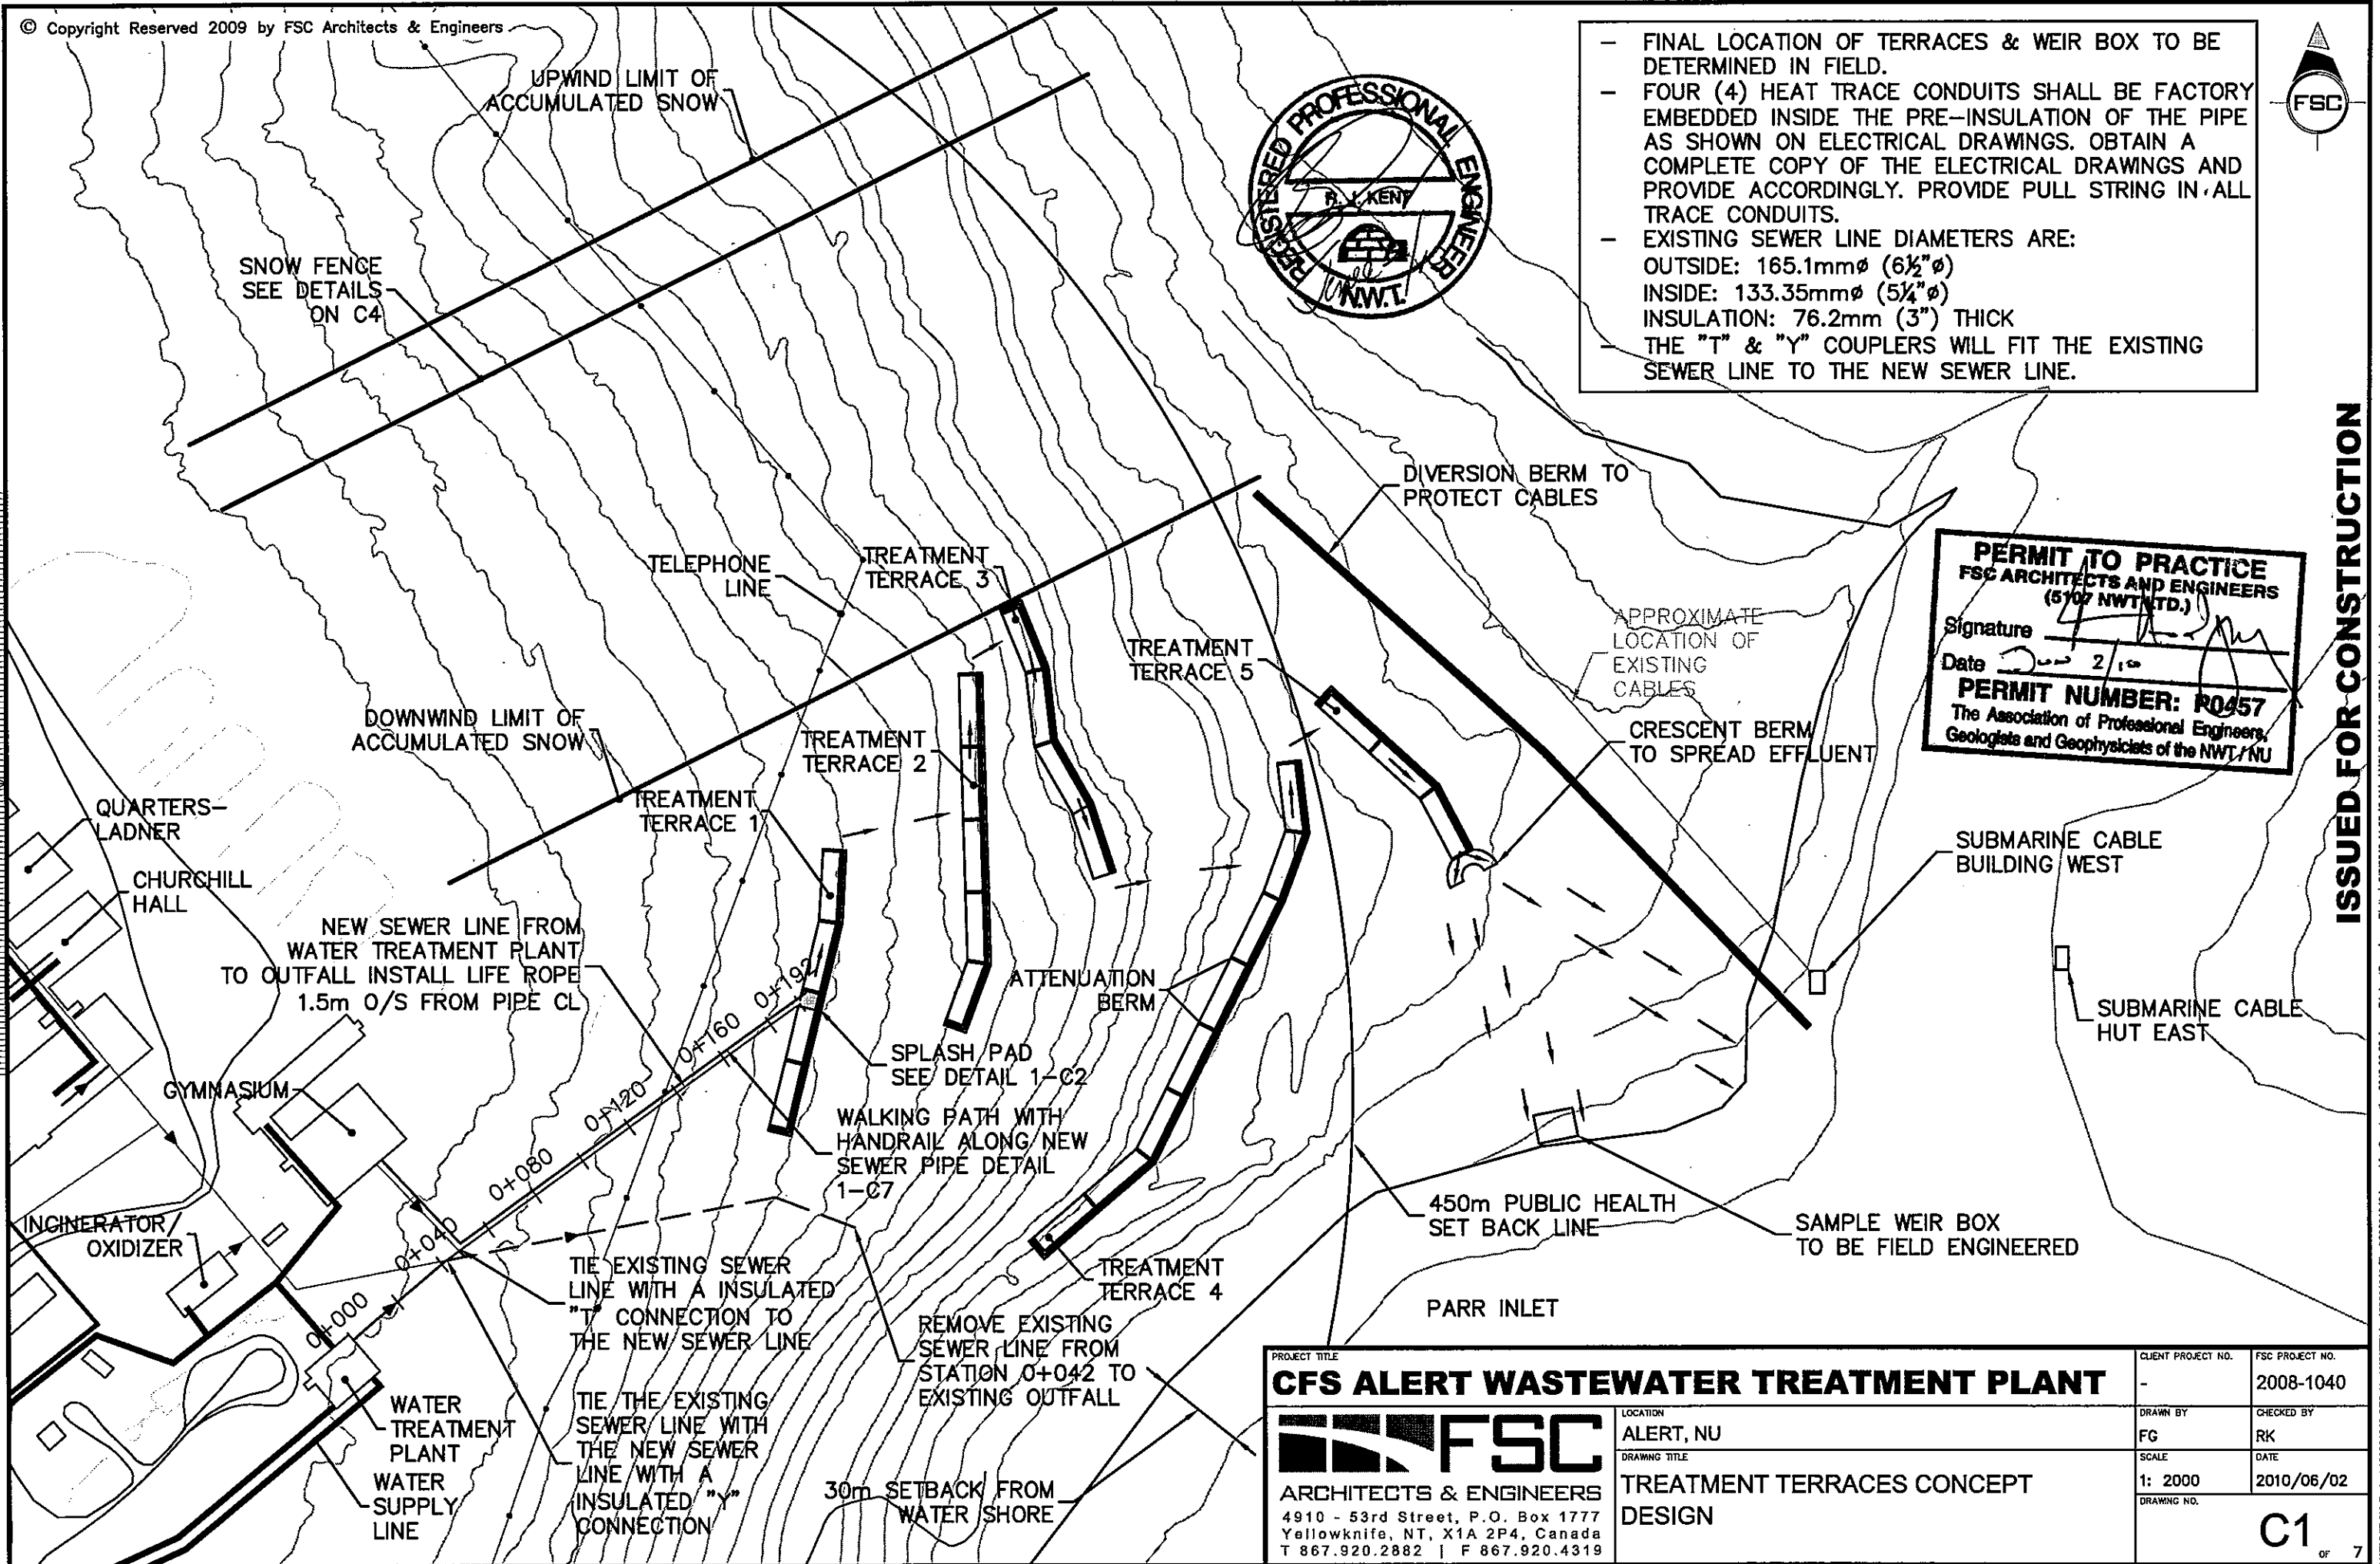 © Copyright Reserved 2009 by FSC Architects & Engineers
UPWIND LIMIT OF
ACCUMULATED SNOW
SNOW FENCE
SEE DETAILS
ON C4
REGISTERED PROFESSIONAL ENGINEER
R. J. KENT
N.W.T.
— FINAL LOCATION OF TERRACES & WEIR BOX TO BE
DETERMINED IN FIELD.
— FOUR (4) HEAT TRACE CONDUITS SHALL BE FACTORY
EMBEDDED INSIDE THE PRE-INSULATION OF THE PIPE
AS SHOWN ON ELECTRICAL DRAWINGS. OBTAIN A
COMPLETE COPY OF THE ELECTRICAL DRAWINGS AND
PROVIDE ACCORDINGLY. PROVIDE PULL STRING IN ALL
TRACE CONDUITS.
— EXISTING SEWER LINE DIAMETERS ARE:
OUTSIDE: 165.1mmø (6½"ø)
INSIDE: 133.35mmø (5¼"ø)
INSULATION: 76.2mm (3") THICK
— THE "T" & "Y" COUPLERS WILL FIT THE EXISTING
SEWER LINE TO THE NEW SEWER LINE.
FSC
ISSUED FOR CONSTRUCTION
DIVERSION BERM TO
PROTECT CABLES
TELEPHONE
LINE
TREATMENT
TERRACE 3
TREATMENT
TERRACE 5
APPROXIMATE
LOCATION OF
EXISTING
CABLES
PERMIT TO PRACTICE
FSC ARCHITECTS AND ENGINEERS
(5107 NWT LTD.)
Signature
Date
PERMIT NUMBER: P0457
The Association of Professional Engineers,
Geologists and Geophysicists of the NWT / NU
DOWNWIND LIMIT OF
ACCUMULATED SNOW
TREATMENT
TERRACE 2
CRESCENT BERM
TO SPREAD EFFLUENT
TREATMENT
TERRACE 1
QUARTERS-
LADNER
CHURCHILL
HALL
SUBMARINE CABLE
BUILDING WEST
NEW SEWER LINE FROM
WATER TREATMENT PLANT
TO OUTFALL INSTALL LIFE ROPE
1.5m O/S FROM PIPE CL
ATTENUATION
BERM
SUBMARINE CABLE
HUT EAST
0+192
0+160
0+120
0+080
0+040
0+000
SPLASH PAD
SEE DETAIL 1-C2
GYMNASIUM
WALKING PATH WITH
HANDRAIL ALONG NEW
SEWER PIPE DETAIL
1-C7
INCINERATOR/
OXIDIZER
450m PUBLIC HEALTH
SET BACK LINE
SAMPLE WEIR BOX
TO BE FIELD ENGINEERED
TIE EXISTING SEWER
LINE WITH A INSULATED
"T" CONNECTION TO
THE NEW SEWER LINE
TREATMENT
TERRACE 4
PARR INLET
REMOVE EXISTING
SEWER LINE FROM
STATION 0+042 TO
EXISTING OUTFALL
WATER
TREATMENT
PLANT
TIE THE EXISTING
SEWER LINE WITH
THE NEW SEWER
LINE WITH A
INSULATED "Y"
CONNECTION
WATER
SUPPLY
LINE
30m SETBACK FROM
WATER SHORE
PROJECT TITLE
CFS ALERT WASTEWATER TREATMENT PLANT
CLIENT PROJECT NO.
-
FSC PROJECT NO.
2008-1040
FSC
ARCHITECTS & ENGINEERS
4910 - 53rd Street, P.O. Box 1777
Yellowknife, NT, X1A 2P4, Canada
T 867.920.2882 | F 867.920.4319
LOCATION
ALERT, NU
DRAWING TITLE
TREATMENT TERRACES CONCEPT
DESIGN
DRAWN BY
FG
CHECKED BY
RK
SCALE
1: 2000
DATE
2010/06/02
DRAWING NO.
C1 OF 7